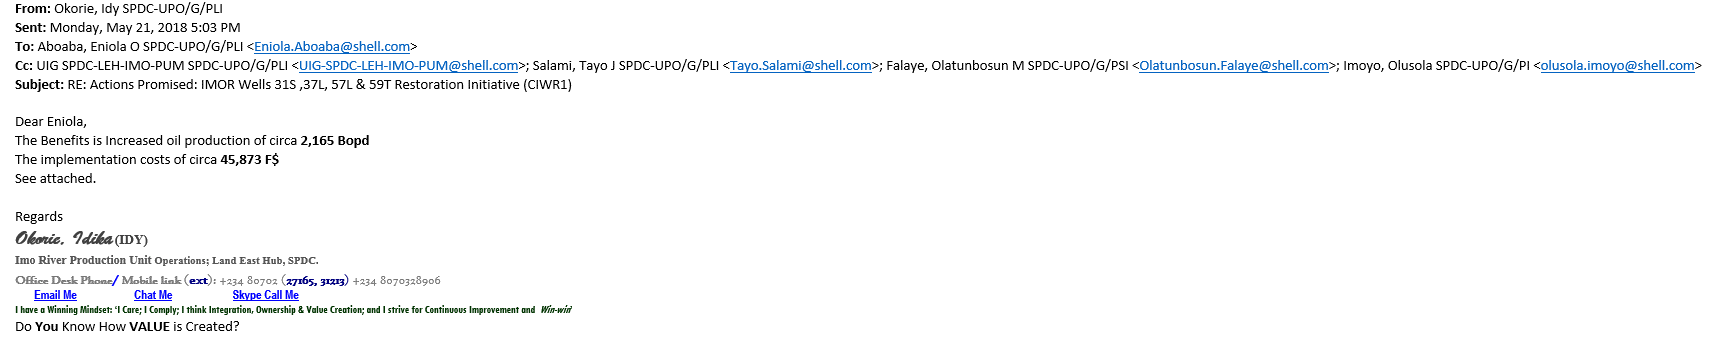 From: Okorie, Idy SPDC-UPO/G/PLI
Sent: Monday, May 21, 2018 5:03 PM
To: Aboaba, Eniola O SPDC-UPO/G/PLI <Eniola.Aboaba@shell.com>
Cc: UIG SPDC-LEH-IMO-PUM SPDC-UPO/G/PLI <UIG-SPDC-LEH-IMO-PUM@shell.com>; Salami, Tayo J SPDC-UPO/G/PLI <Tayo.Salami@shell.com>; Falaye, Olatunbosun M SPDC-UPO/G/PSI <Olatunbosun.Falaye@shell.com>; Imoyo, Olusola SPDC-UPO/G/PI <olusola.imoyo@shell.com>
Subject: RE: Actions Promised: IMOR Wells 31S ,37L, 57L & 59T Restoration Initiative (CIWR1)
Dear Eniola,
The Benefits is Increased oil production of circa 2,165 Bopd
The implementation costs of circa 45,873 F$
See attached.
Regards
Okorie, Idika (IDY)
Imo River Production Unit Operations; Land East Hub, SPDC.
Office Desk Phone/ Mobile link (ext): +234 80702 (27165, 31213) +234 8070328906
Email Me Chat Me Skype Call Me
I have a Winning Mindset: ‘I Care; I Comply; I think Integration, Ownership & Value Creation; and I strive for Continuous Improvement and Win-win’
Do You Know How VALUE is Created?